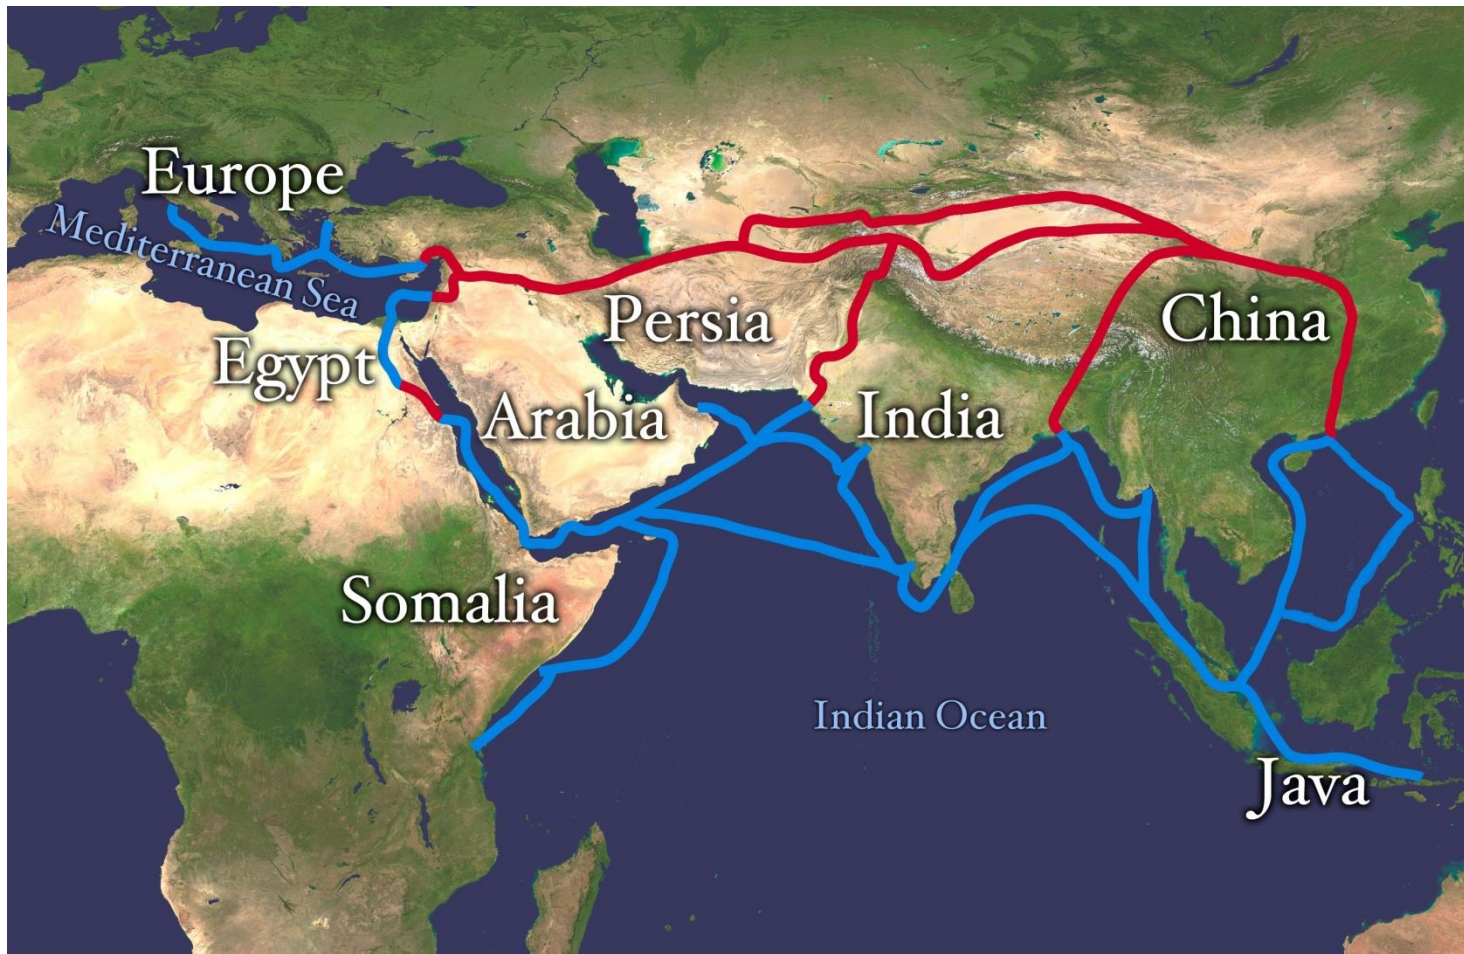 Europe
Mediterranean Sea
Persia
China
Egypt
Arabia
India
Somalia
Indian Ocean
Java